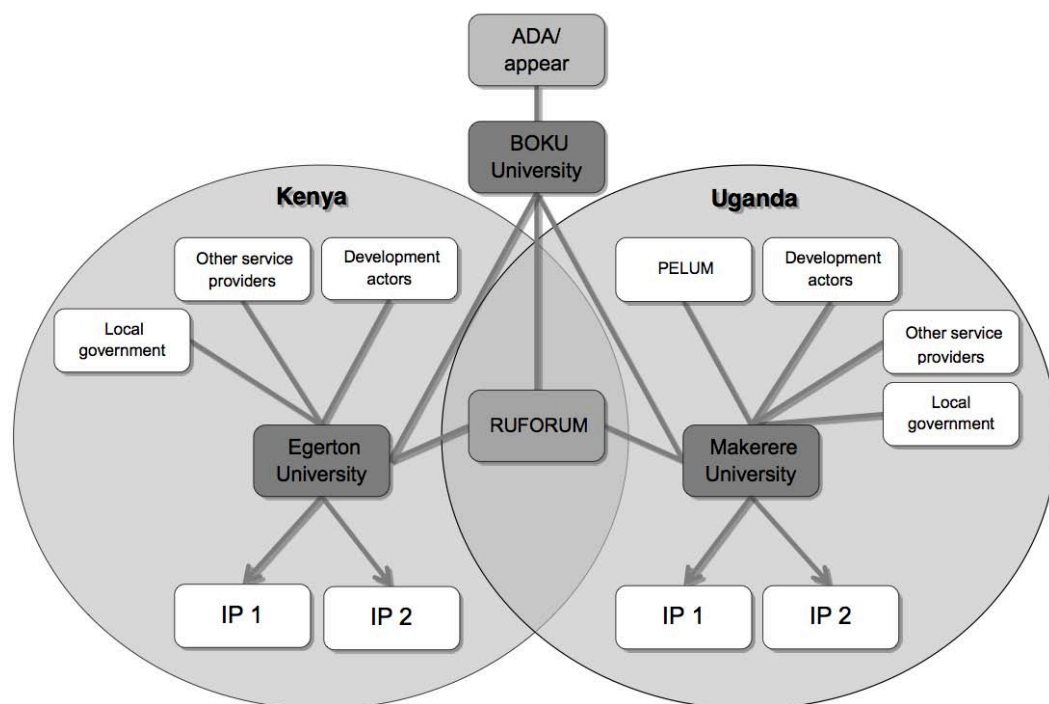 ADA/
appear
BOKU
University
Kenya
Uganda
Other service
providers
Development
actors
PELUM
Development
actors
Local
government
Other service
providers
Local
government
RUFORUM
Egerton
University
Makerere
University
IP 1
IP 2
IP 1
IP 2